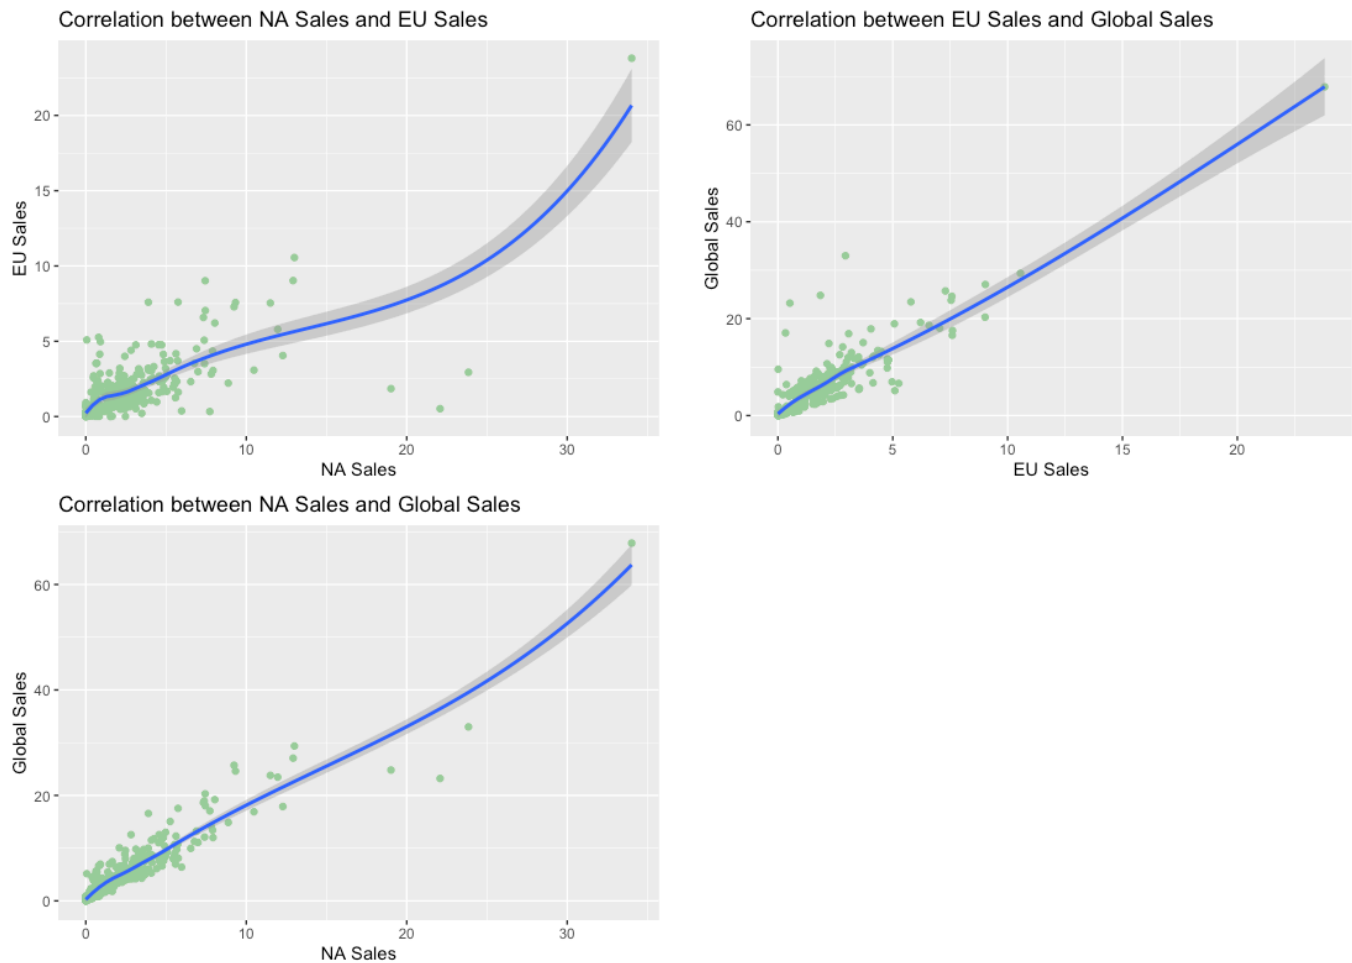 Correlation between NA Sales and EU Sales
20
15
10
5
0
EU Sales
0 10 20 30
NA Sales
Correlation between EU Sales and Global Sales
60
40
20
0
Global Sales
0 5 10 15 20
EU Sales
Correlation between NA Sales and Global Sales
60
40
20
0
Global Sales
0 10 20 30
NA Sales